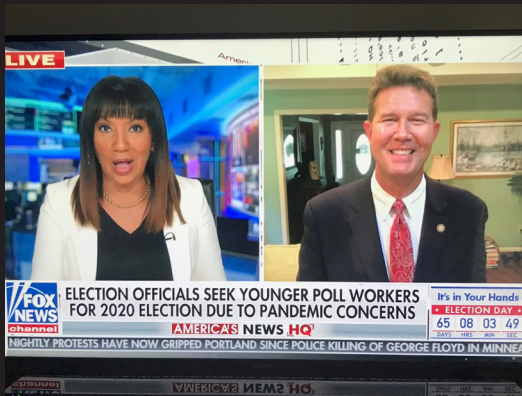 LIVE
Ameri
FOX
NEWS
channel
ELECTION OFFICIALS SEEK YOUNGER POLL WORKERS
FOR 2020 ELECTION DUE TO PANDEMIC CONCERNS
AMERICA'S NEWS HQ
It's in Your Hands
ELECTION DAY
65 08 03 49
DAYS HRS MIN SEC
NIGHTLY PROTESTS HAVE NOW GRIPPED PORTLAND SINCE POLICE KILLING OF GEORGE FLOYD IN MINNEA